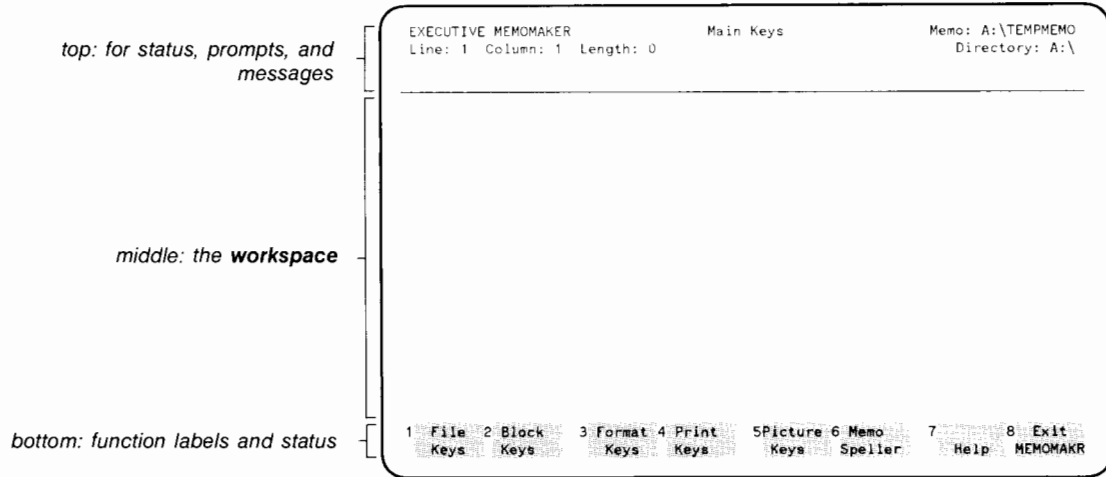 top: for status, prompts, and
messages
EXECUTIVE MEMOMAKER Main Keys Memo: A:\TEMPMEMO
Line: 1 Column: 1 Length: 0 Directory: A:\
middle: the workspace
bottom: function labels and status
1 File 2 Block 3 Format 4 Print 5Picture 6 Memo 7 8 Exit
Keys Keys Keys Keys Keys Speller Help MEMOMAKR